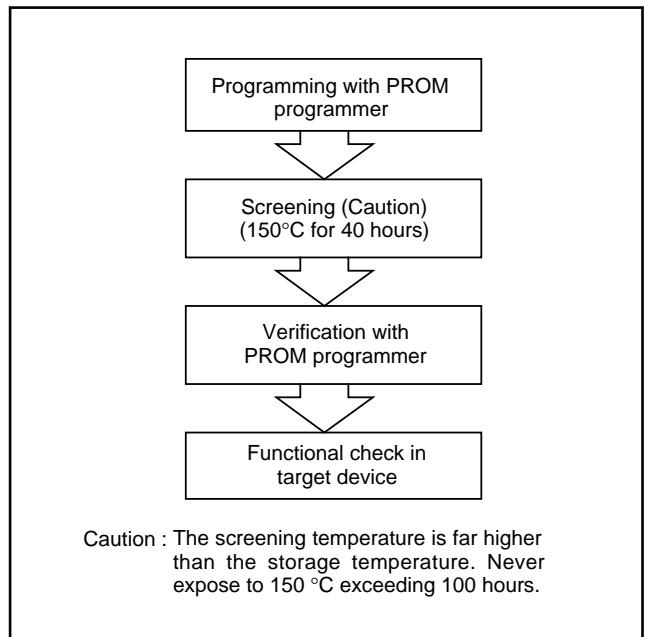 Programming with PROM
programmer
Screening (Caution)
(150°C for 40 hours)
Verification with
PROM programmer
Functional check in
target device
Caution : The screening temperature is far higher
than the storage temperature. Never
expose to 150 °C exceeding 100 hours.